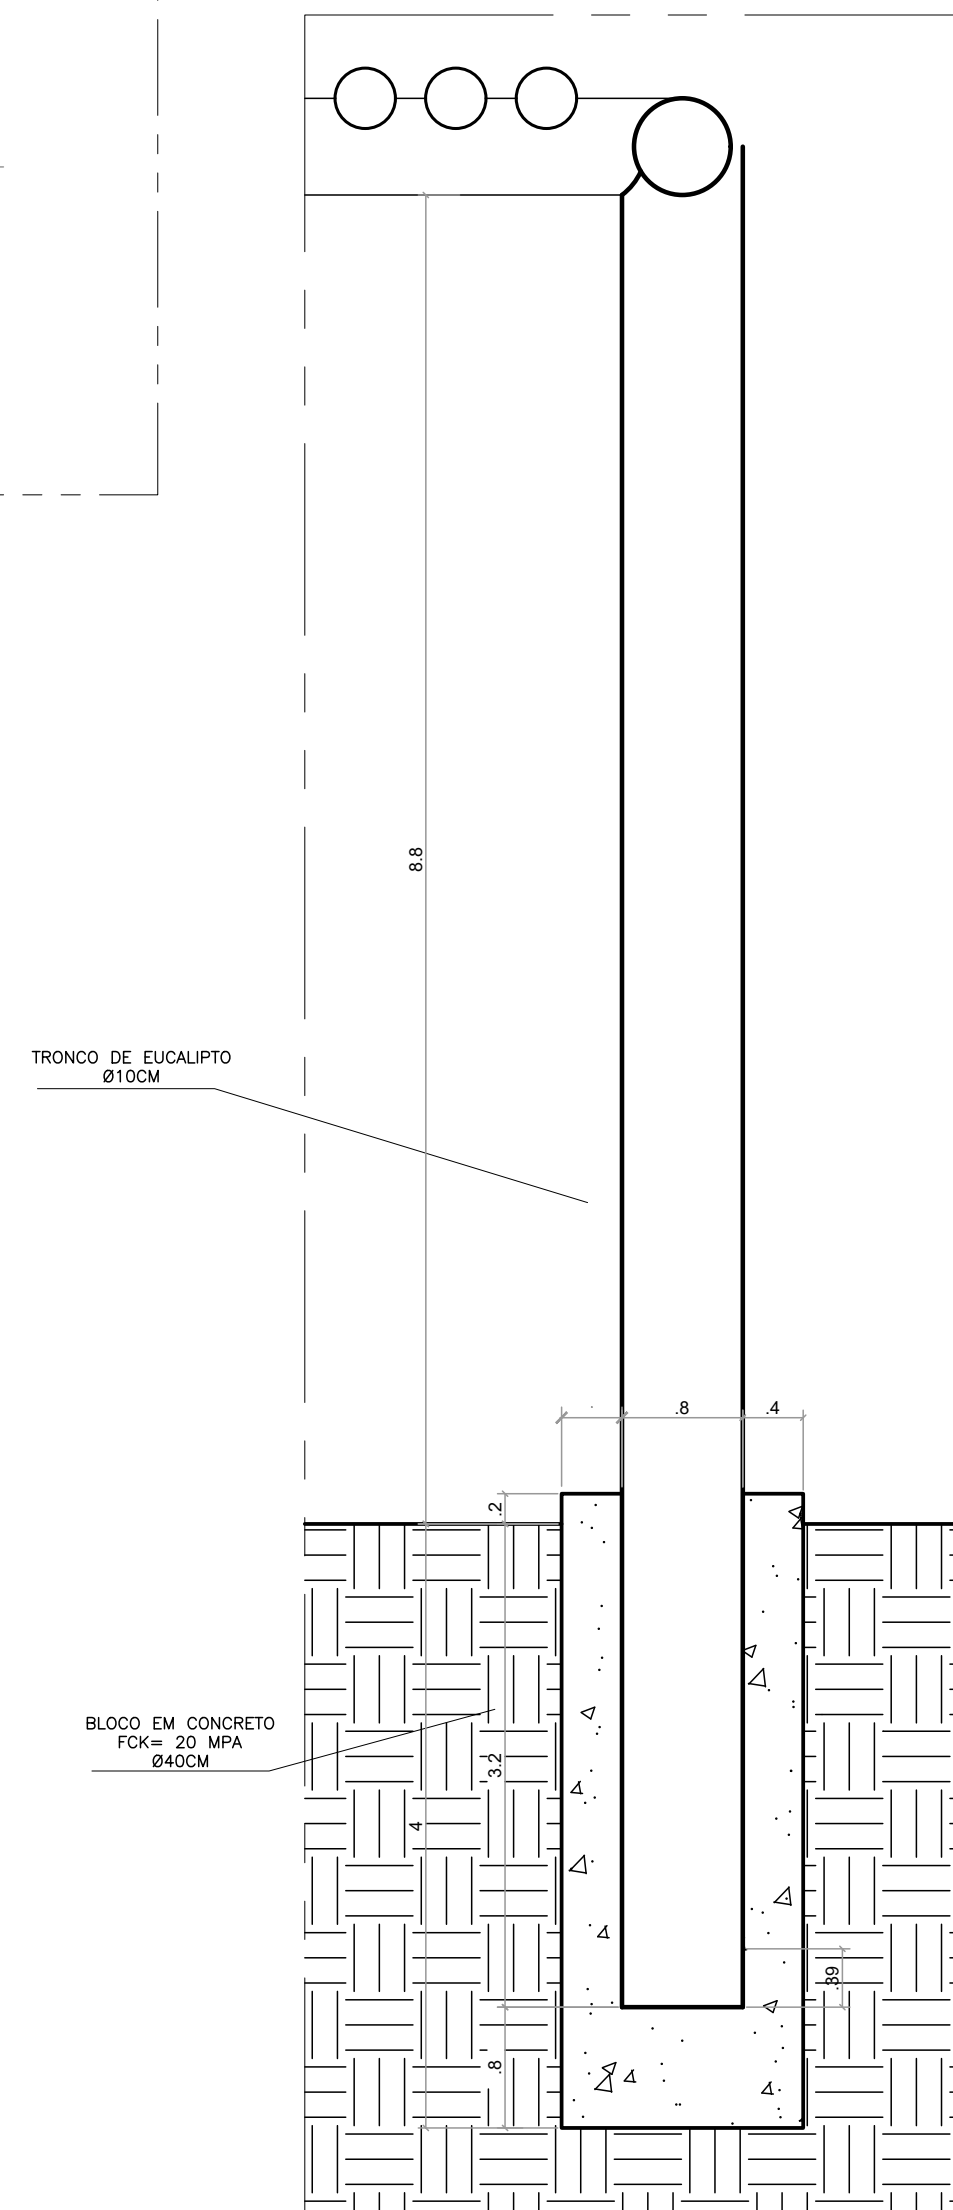 8.8
TRONCO DE EUCALIPTO
Ø10CM
.8
.4
.2
BLOCO EM CONCRETO
FCK= 20 MPA
Ø40CM
3.2
4
.39
.8